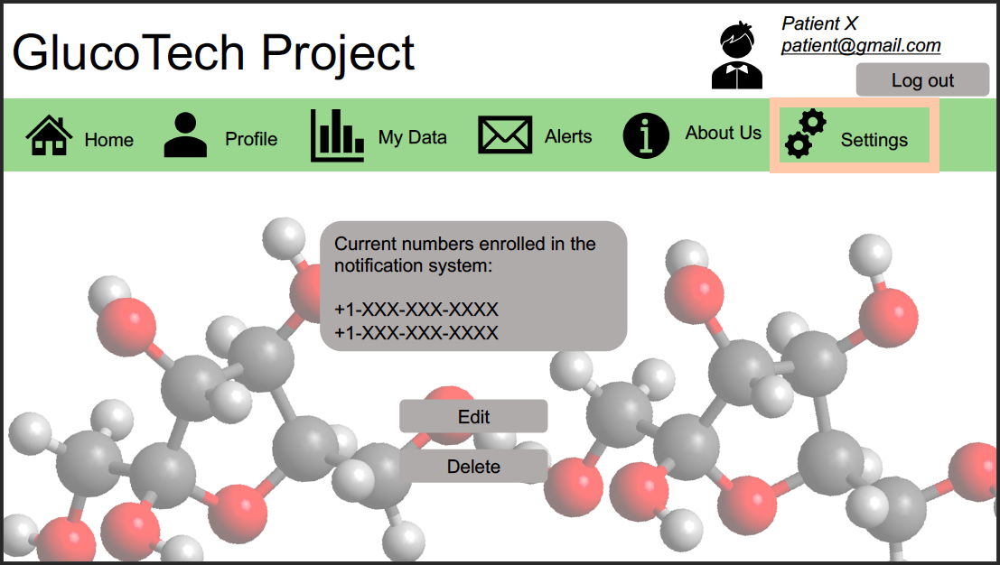 GlucoTech Project
Patient X
patient@gmail.com
Log out
Home
Profile
My Data
Alerts
About Us
Settings
Current numbers enrolled in the
notification system:
+1-XXX-XXX-XXXX
+1-XXX-XXX-XXXX
Edit
Delete